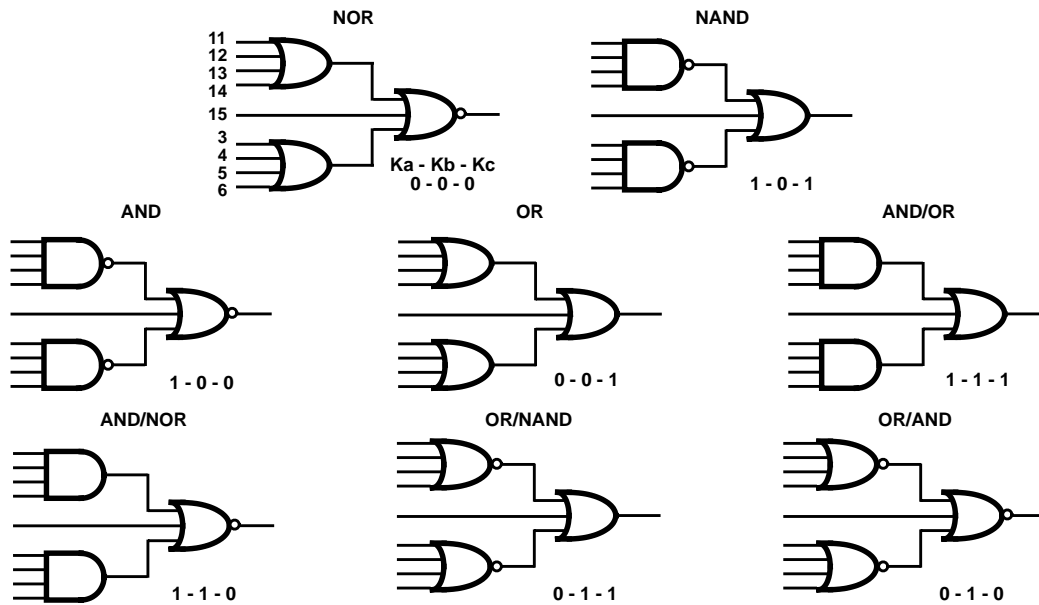 NOR
NAND
11
12
13
14
15
3
4
5
6
Ka - Kb - Kc
0 - 0 - 0
1 - 0 - 1
AND
OR
AND/OR
1 - 0 - 0
0 - 0 - 1
1 - 1 - 1
AND/NOR
OR/NAND
OR/AND
1 - 1 - 0
0 - 1 - 1
0 - 1 - 0